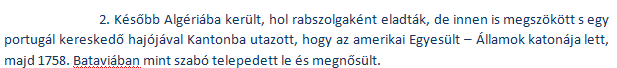 2. Később Algériába került, hol rabszolgaként eladták, de innen is megszökött s egy
portugál kereskedő hajójával Kantonba utazott, hogy az amerikai Egyesült – Államok katonája lett,
majd 1758. Bataviában mint szabó telepedett le és megnősült.